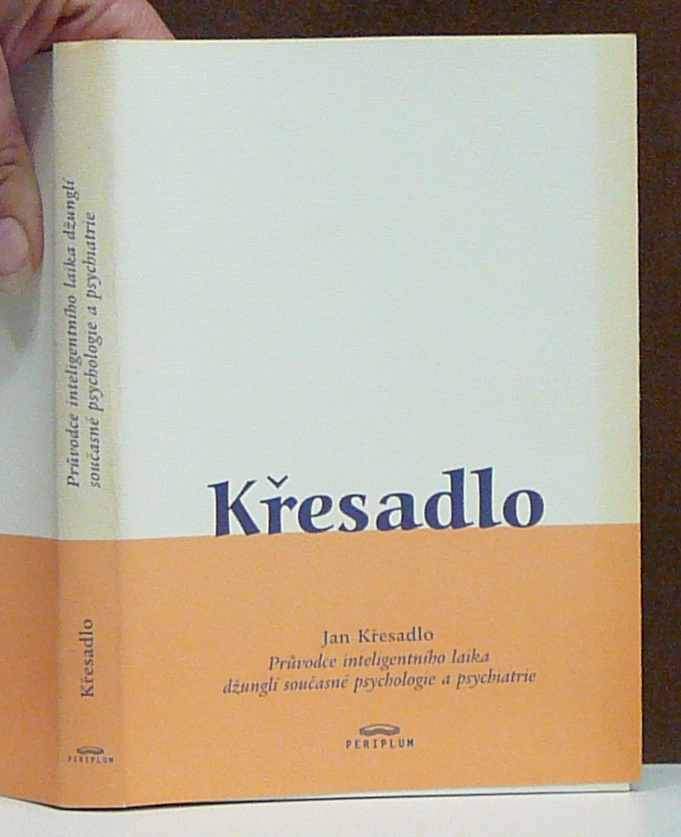 Průvodce inteligentního laika džunglí
současné psychologie a psychiatrie
Křesadlo
PERIPLUM
Křesadlo
Jan Křesadlo
Průvodce inteligentního laika
džunglí současné psychologie a psychiatrie
PERIPLUM